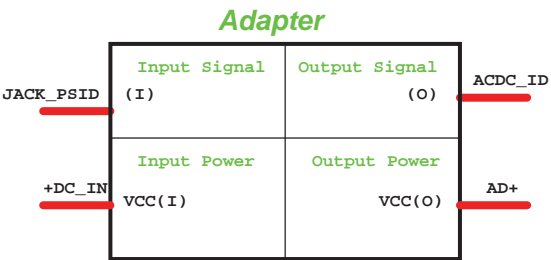 Adapter
Input Signal Output Signal
JACK_PSID (I) (O) ACDC_ID
Input Power Output Power
+DC_IN VCC(I) VCC(O) AD+